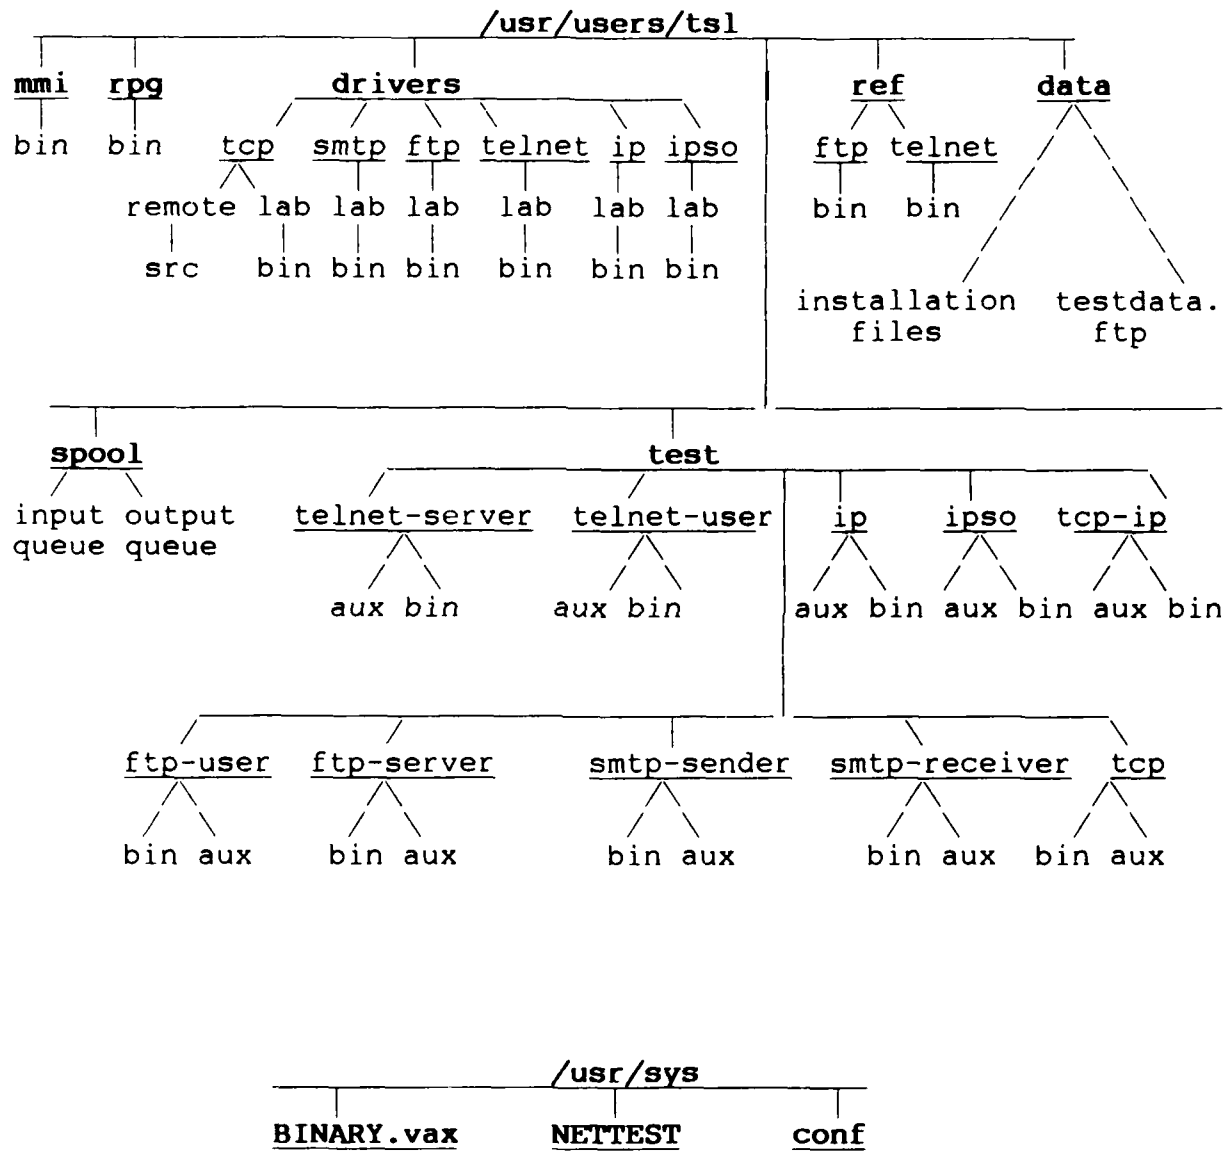 /usr/users/tsl
mmi rpg drivers ref data
bin bin tcp smtp ftp telnet ip ipso ftp telnet
remote lab lab lab lab lab lab bin bin
src bin bin bin bin bin bin
installation testdata.
files ftp
spool test
input output telnet-server telnet-user ip ipso tcp-ip
queue queue
aux bin aux bin aux bin aux bin aux bin
ftp-user ftp-server smtp-sender smtp-receiver tcp
bin aux bin aux bin aux bin aux bin aux
/usr/sys
BINARY.vax NETTEST conf